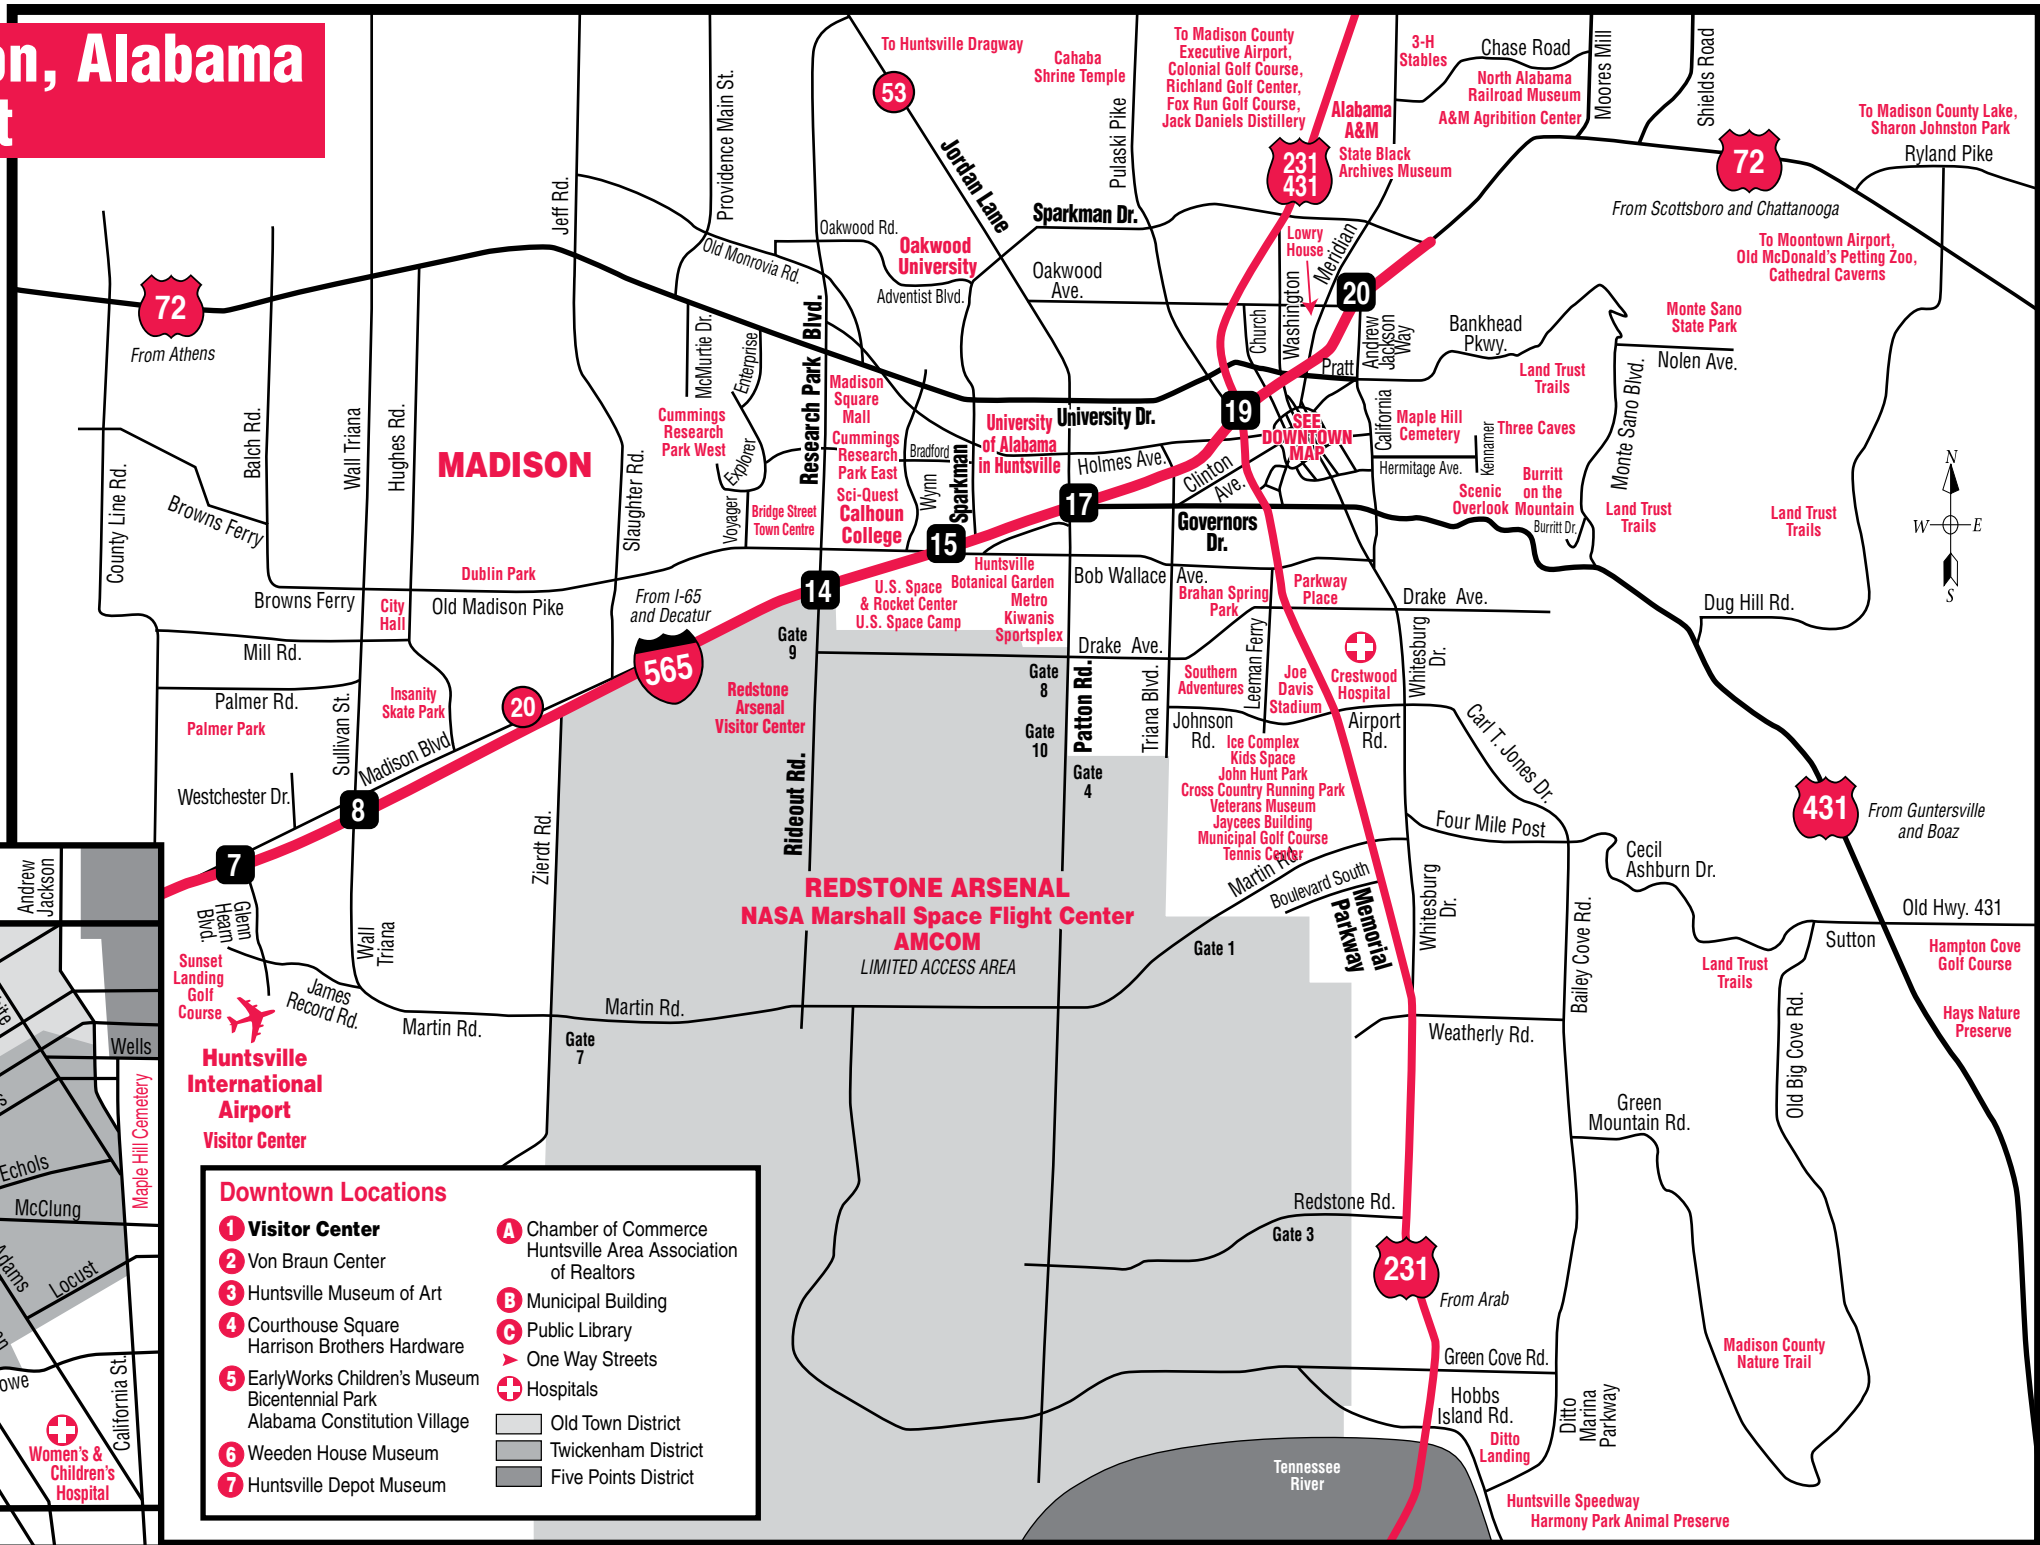 on, Alabama
t
To Huntsville Dragway
Cahaba
Shrine Temple
To Madison County
Executive Airport,
Colonial Golf Course,
Richland Golf Center,
Fox Run Golf Course,
Jack Daniels Distillery
3-H
Stables
Chase Road
North Alabama
Railroad Museum
A&M Agribition Center
Moores Mill
Shields Road
To Madison County Lake,
Sharon Johnston Park
Ryland Pike
53
Jordan Lane
Pulaski Pike
Providence Main St.
Jeff Rd.
Alabama
A&M
State Black
Archives Museum
231
431
72
From Scottsboro and Chattanooga
To Moontown Airport,
Old McDonald's Petting Zoo,
Cathedral Caverns
Sparkman Dr.
Oakwood Rd.
Oakwood
University
Adventist Blvd.
Oakwood
Ave.
Old Monrovia Rd.
Lowry
House
Meridian
Washington
Church
20
Andrew
Jackson
Way
Pratt
Bankhead
Pkwy.
Monte Sano
State Park
Nolen Ave.
Land Trust
Trails
Monte Sano Blvd.
72
From Athens
County Line Rd.
Balch Rd.
Wall Triana
Hughes Rd.
MADISON
Slaughter Rd.
McMurtie Dr.
Enterprise
Cummings
Research
Park West
Explorer
Voyager
Bridge Street
Town Centre
Research Park Blvd.
Madison
Square
Mall
Cummings
Research
Park East
Sci-Quest
Calhoun
College
Bradford
Wynn
Sparkman
University
of Alabama
in Huntsville
University Dr.
Holmes Ave.
Clinton
Ave.
19
SEE
DOWNTOWN
MAP
California
Maple Hill
Cemetery
Kennamer
Three Caves
Hermitage Ave.
Scenic
Overlook
Burritt
on the
Mountain
Burritt Dr.
Land Trust
Trails
Land Trust
Trails
N
W
E
S
Browns Ferry
17
15
14
Governors
Dr.
Dublin Park
Browns Ferry
City
Hall
Old Madison Pike
From I-65
and Decatur
565
U.S. Space
& Rocket Center
U.S. Space Camp
Huntsville
Botanical Garden
Metro
Kiwanis
Sportsplex
Bob Wallace
Ave.
Brahan Spring
Park
Parkway
Place
Drake Ave.
Dug Hill Rd.
Mill Rd.
Palmer Rd.
Palmer Park
Sullivan St.
Insanity
Skate Park
20
Madison Blvd.
Westchester Dr.
8
7
Gate
9
Redstone
Arsenal
Visitor Center
Rideout Rd.
Drake Ave.
Gate
8
Gate
10
Patton Rd.
Gate
4
Triana Blvd.
Southern
Adventures
Leeman Ferry
Joe
Davis
Stadium
Crestwood
Hospital
Whitesburg
Dr.
Johnson
Rd.
Airport
Rd.
Carl T. Jones Dr.
Ice Complex
Kids Space
John Hunt Park
Cross Country Running Park
Veterans Museum
Jaycees Building
Municipal Golf Course
Tennis Center
Martin Rd.
Boulevard South
Memorial
Parkway
Four Mile Post
Whitesburg
Dr.
Cecil
Ashburn Dr.
431
From Guntersville
and Boaz
Old Hwy. 431
Sutton
Hampton Cove
Golf Course
Hays Nature
Preserve
Land Trust
Trails
Bailey Cove Rd.
Old Big Cove Rd.
Zierdt Rd.
REDSTONE ARSENAL
NASA Marshall Space Flight Center
AMCOM
LIMITED ACCESS AREA
Gate 1
Glenn
Hearn
Blvd.
Sunset
Landing
Golf
Course
James
Record Rd.
Wall
Triana
Martin Rd.
Martin Rd.
Gate
7
Huntsville
International
Airport
Visitor Center
Weatherly Rd.
Green
Mountain Rd.
Redstone Rd.
Gate 3
231
From Arab
Green Cove Rd.
Hobbs
Island Rd.
Ditto
Landing
Ditto
Marina
Parkway
Madison County
Nature Trail
Tennessee
River
Huntsville Speedway
Harmony Park Animal Preserve
Andrew
Jackson
Wells
Maple Hill Cemetery
Echols
McClung
Adams
Locust
owe
California St.
Women's &
Children's
Hospital
Downtown Locations
1 Visitor Center
2 Von Braun Center
3 Huntsville Museum of Art
4 Courthouse Square
Harrison Brothers Hardware
5 EarlyWorks Children's Museum
Bicentennial Park
Alabama Constitution Village
6 Weeden House Museum
7 Huntsville Depot Museum
A Chamber of Commerce
Huntsville Area Association
of Realtors
B Municipal Building
C Public Library
One Way Streets
Hospitals
Old Town District
Twickenham District
Five Points District